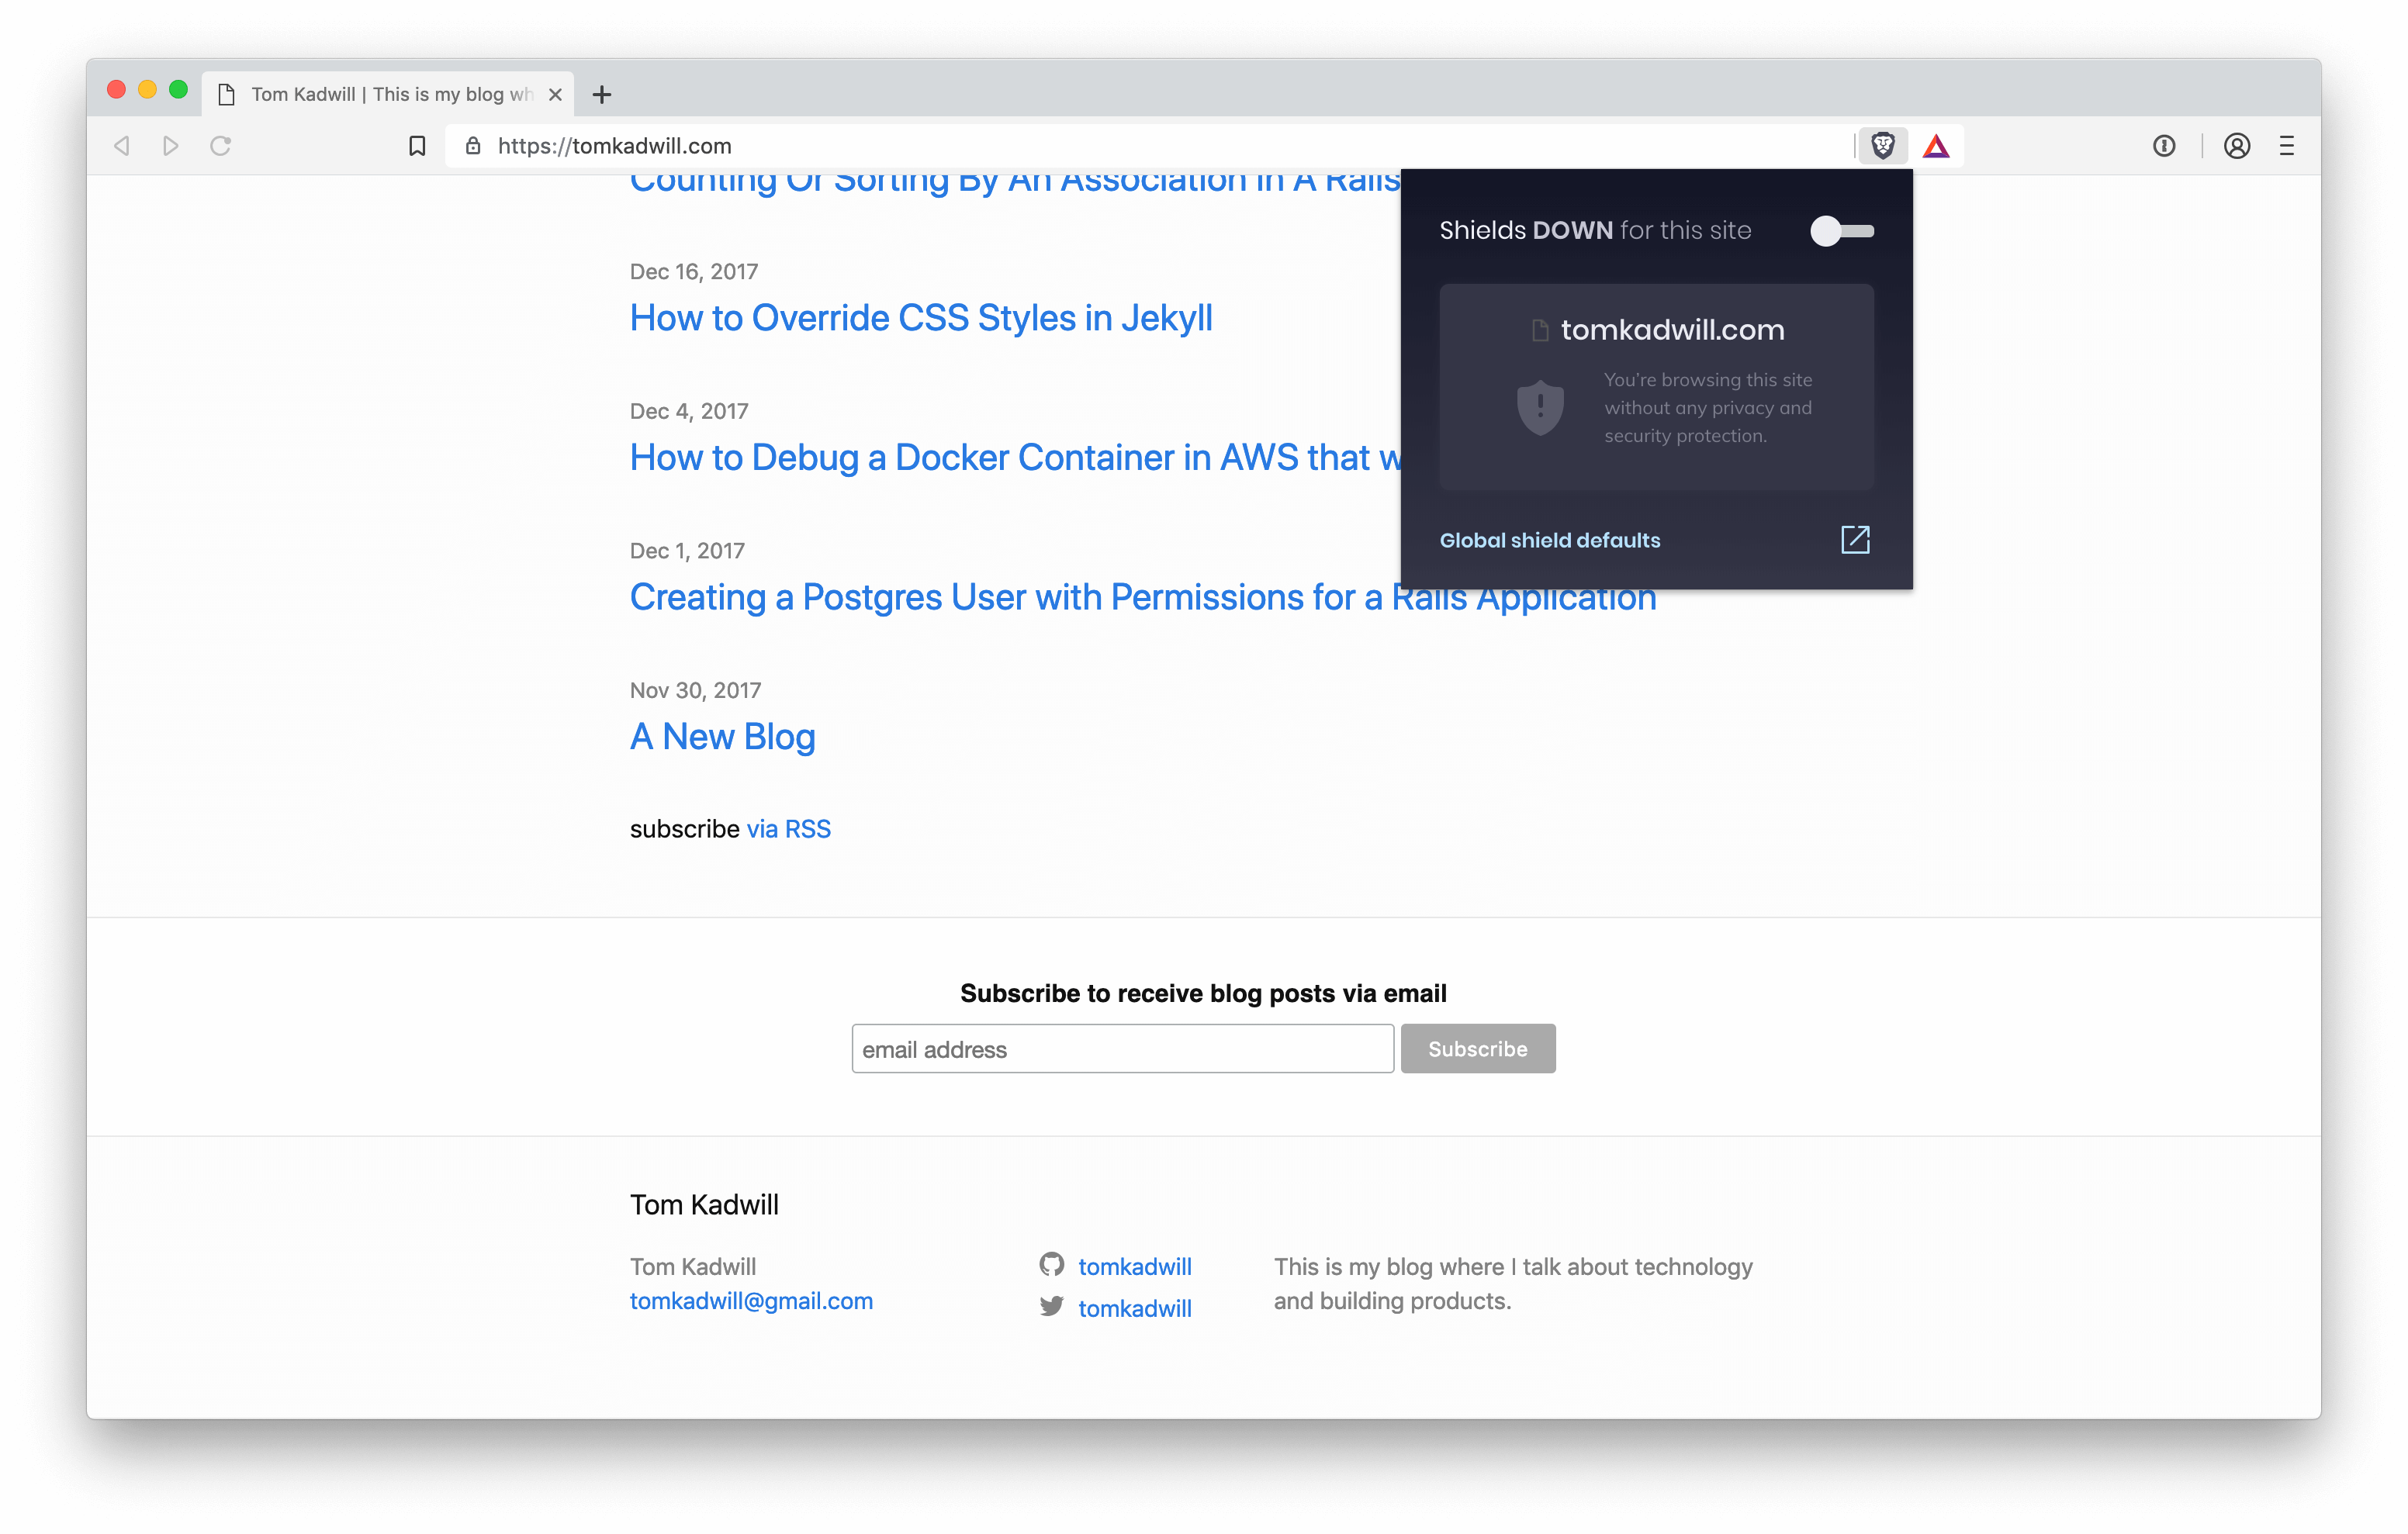 Tom Kadwill | This is my blog wh
https://tomkadwill.com
Counting Or Sorting By An Association in A Rails
Dec 16, 2017
How to Override CSS Styles in Jekyll
Dec 4, 2017
How to Debug a Docker Container in AWS that w
Dec 1, 2017
Creating a Postgres User with Permissions for a Rails Application
Nov 30, 2017
A New Blog
subscribe via RSS
Shields DOWN for this site
tomkadwill.com
You're browsing this site
without any privacy and
security protection.
Global shield defaults
Subscribe to receive blog posts via email
email address
Subscribe
Tom Kadwill
Tom Kadwill
tomkadwill@gmail.com
tomkadwill
tomkadwill
This is my blog where I talk about technology
and building products.